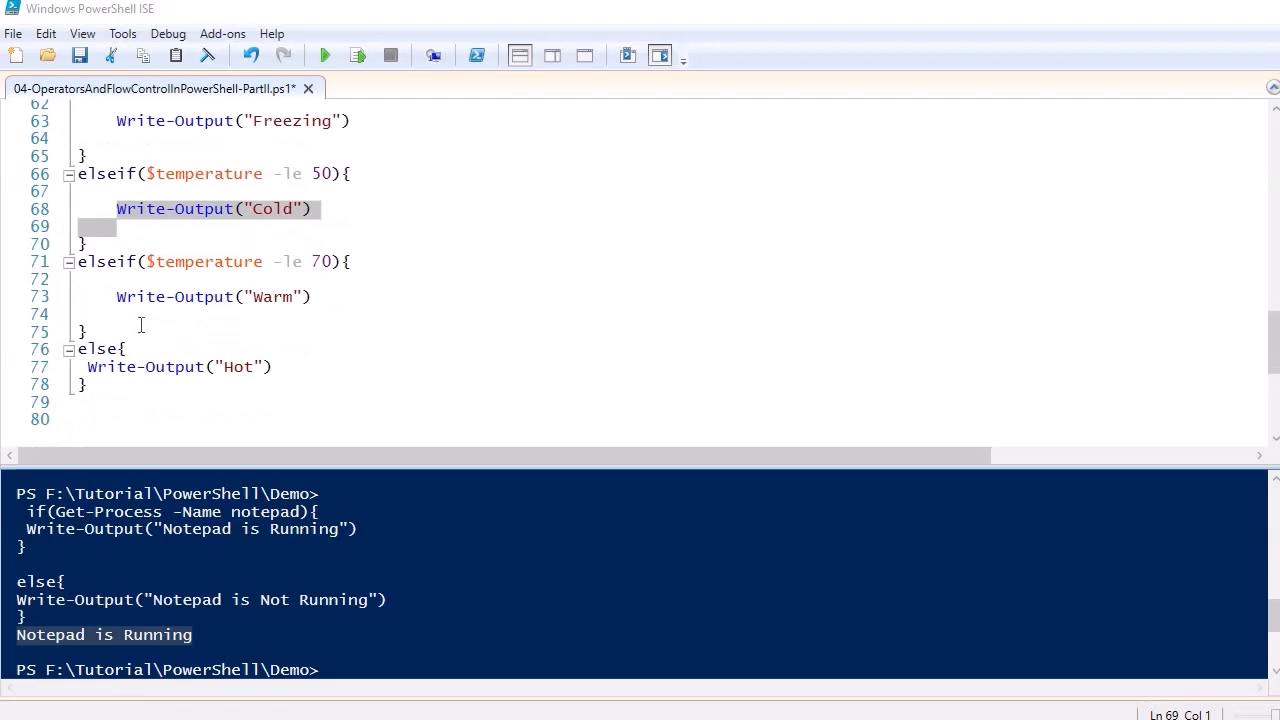 Windows PowerShell ISE
File Edit View Tools Debug Add-ons Help
04-OperatorsAndFlowControlInPowerShell-PartII.ps1*
62
63 Write-Output("Freezing")
64
65 }
66 elseif($temperature -le 50){
67
68 Write-Output("Cold")
69
70 }
71 elseif($temperature -le 70){
72
73 Write-Output("Warm")
74
75 }
76 else{
77 Write-Output("Hot")
78 }
79
80
PS F:\Tutorial\PowerShell\Demo>
if(Get-Process -Name notepad){
Write-Output("Notepad is Running")
}
else{
Write-Output("Notepad is Not Running")
}
Notepad is Running
PS F:\Tutorial\PowerShell\Demo>
Ln 69 Col 1